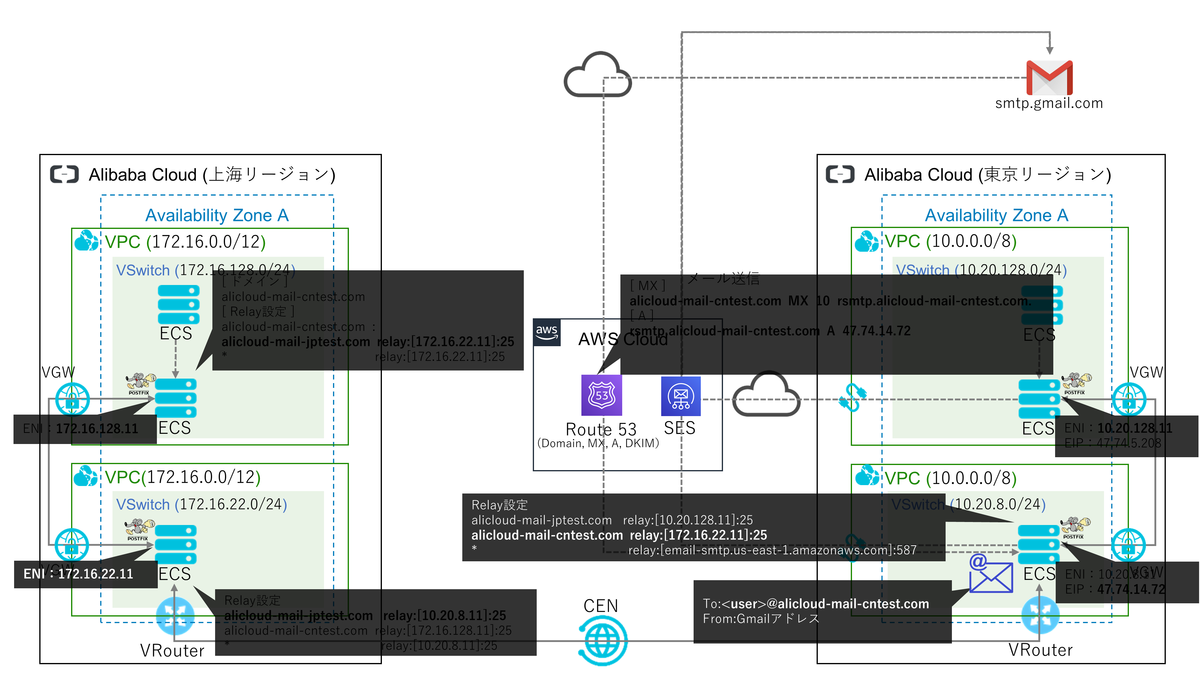 smtp.gmail.com
Alibaba Cloud (上海リージョン)
Availability Zone A
VPC (172.16.0.0/12)
VSwitch (172.16.128.0/24)
ECS
[ ドメイン ]
alicloud-mail-cntest.com
[ Relay設定 ]
alicloud-mail-cntest.com :
alicloud-mail-jptest.com relay:[172.16.22.11]:25
* relay:[172.16.22.11]:25
VGW
POSTFIX
ECS
ENI：172.16.128.11
VPC(172.16.0.0/12)
VSwitch (172.16.22.0/24)
POSTFIX
VGW
ENI：172.16.22.11
ECS
Relay設定
alicloud-mail-jptest.com relay:[10.20.8.11]:25
alicloud-mail-cntest.com relay:[172.16.128.11]:25
* relay:[10.20.8.11]:25
VRouter
CEN
メール送信
[ MX ]
alicloud-mail-cntest.com MX 10 rsmtp.alicloud-mail-cntest.com.
[ A ]
rsmtp.alicloud-mail-cntest.com A 47.74.14.72
aws
AWS Cloud
53
Route 53
(Domain, MX, A, DKIM)
SES
Relay設定
alicloud-mail-jptest.com relay:[10.20.128.11]:25
alicloud-mail-cntest.com relay:[172.16.22.11]:25
* relay:[email-smtp.us-east-1.amazonaws.com]:587
To:<user>@alicloud-mail-cntest.com
From:Gmailアドレス
Alibaba Cloud (東京リージョン)
Availability Zone A
VPC (10.0.0.0/8)
VSwitch (10.20.128.0/24)
ECS
POSTFIX
VGW
ECS
ENI：10.20.128.11
EIP：47.74.5.208
VPC (10.0.0.0/8)
VSwitch (10.20.8.0/24)
POSTFIX
@
ECS
VGW
ENI：10.20.8.11
EIP：47.74.14.72
VRouter